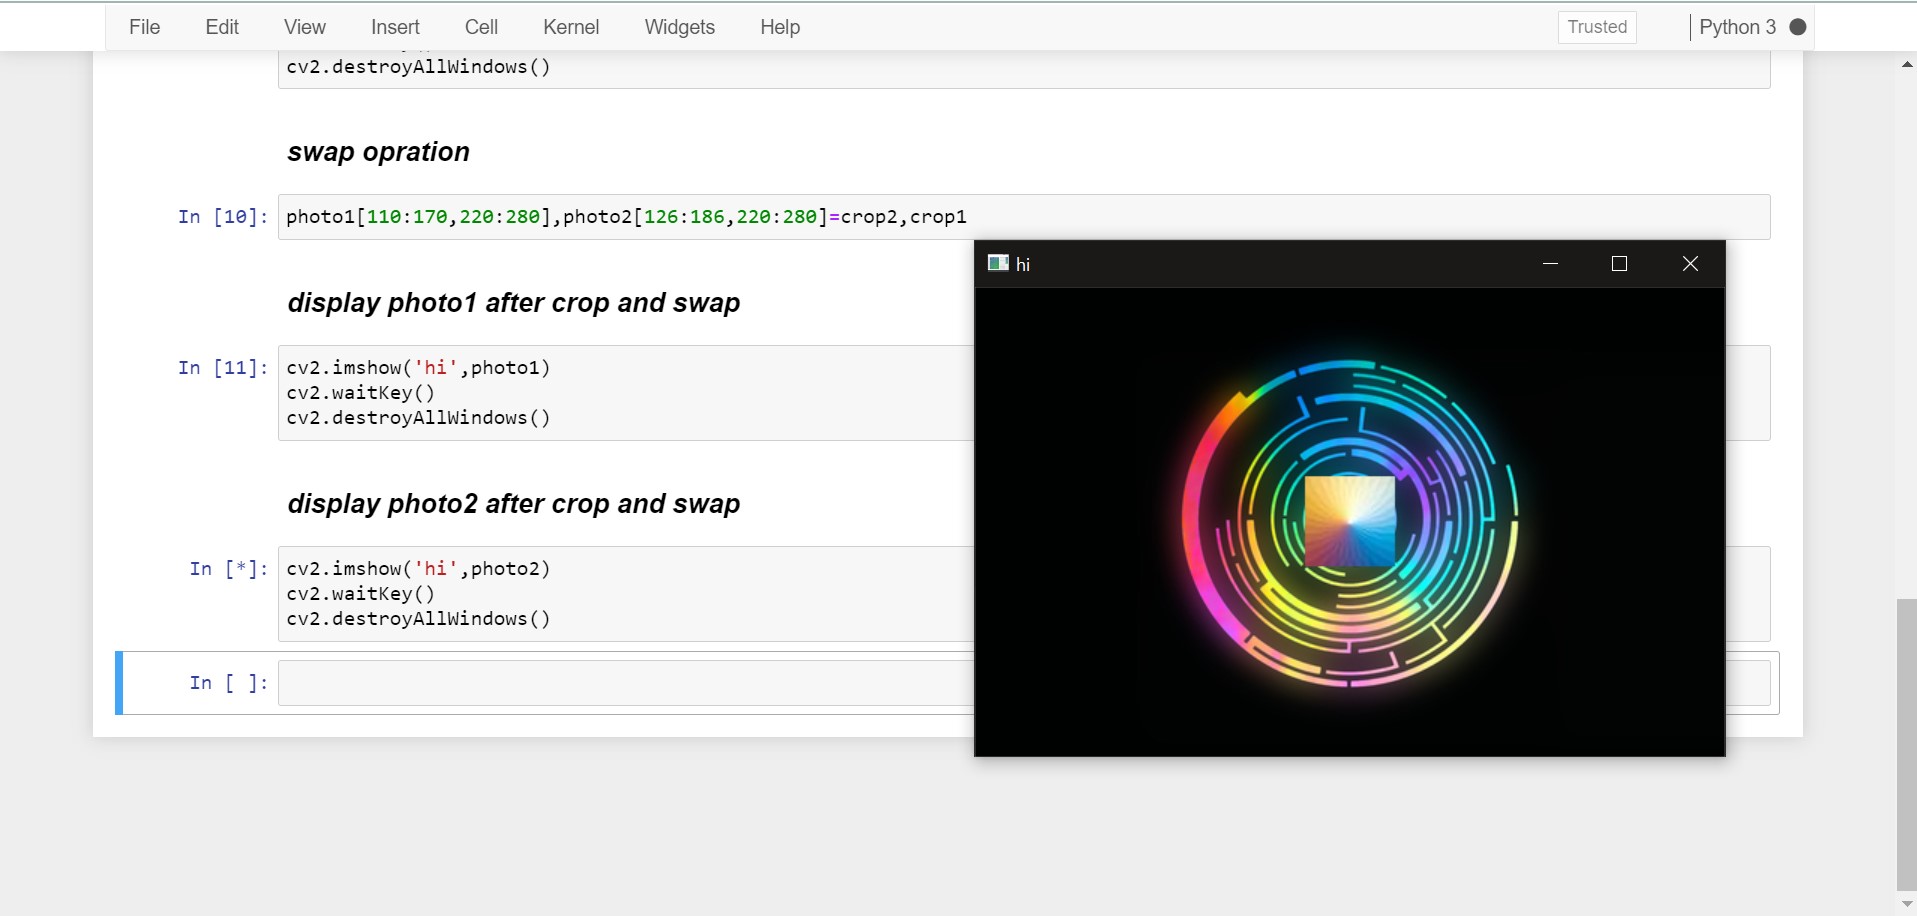 File Edit View Insert Cell Kernel Widgets Help Trusted Python 3
cv2.destroyAllWindows()
swap opration
In [10]: photo1[110:170,220:280],photo2[126:186,220:280]=crop2,crop1
hi
display photo1 after crop and swap
In [11]: cv2.imshow('hi',photo1)
cv2.waitKey()
cv2.destroyAllWindows()
display photo2 after crop and swap
In [*]: cv2.imshow('hi',photo2)
cv2.waitKey()
cv2.destroyAllWindows()
In [ ]: